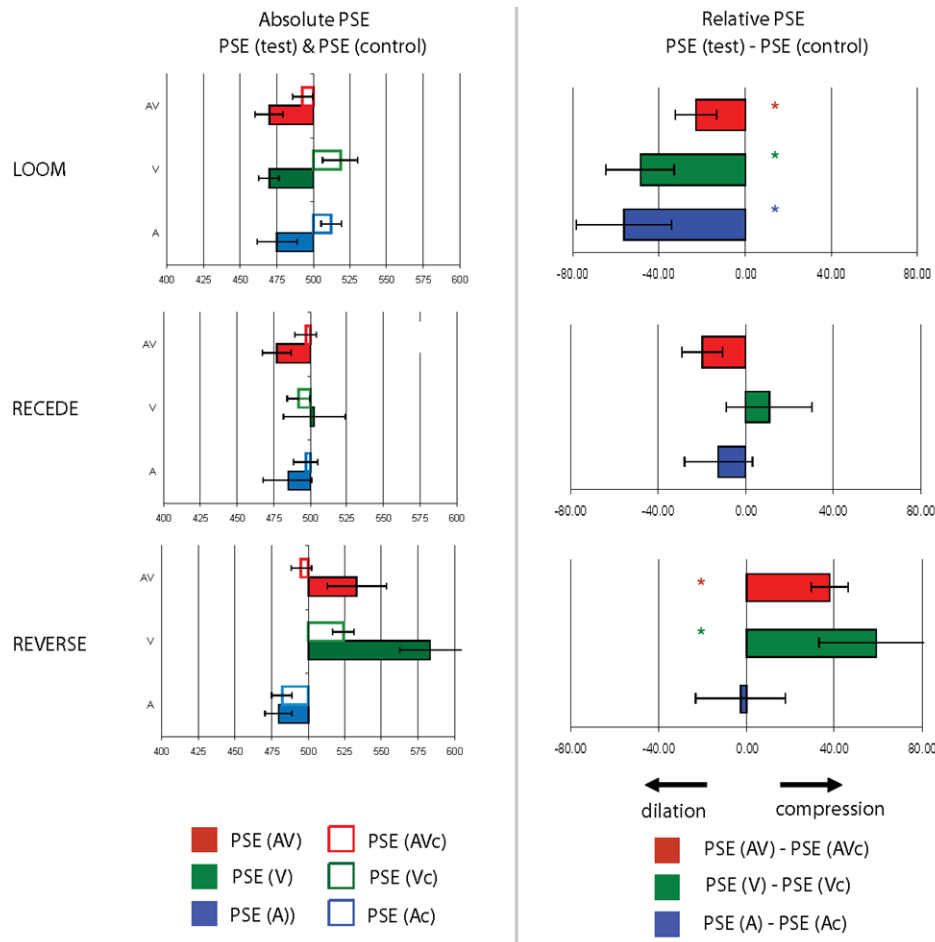 Absolute PSE
PSE (test) & PSE (control)
Relative PSE
PSE (test) - PSE (control)
LOOM
AV
V
A
400 425 450 475 500 525 550 575 600
-80.00 -40.00 0.00 40.00 80.00
* 
*
*
RECEDE
AV
V
A
400 425 450 475 500 525 550 575 600
-80.00 -40.00 0.00 40.00 80.00
REVERSE
AV
V
A
400 425 450 475 500 525 550 575 600
*
*
-80.00 -40.00 0.00 40.00 80.00
dilation compression
PSE (AV) PSE (AVc)
PSE (V) PSE (Vc)
PSE (A)) PSE (Ac)
PSE (AV) - PSE (AVc)
PSE (V) - PSE (Vc)
PSE (A) - PSE (Ac)